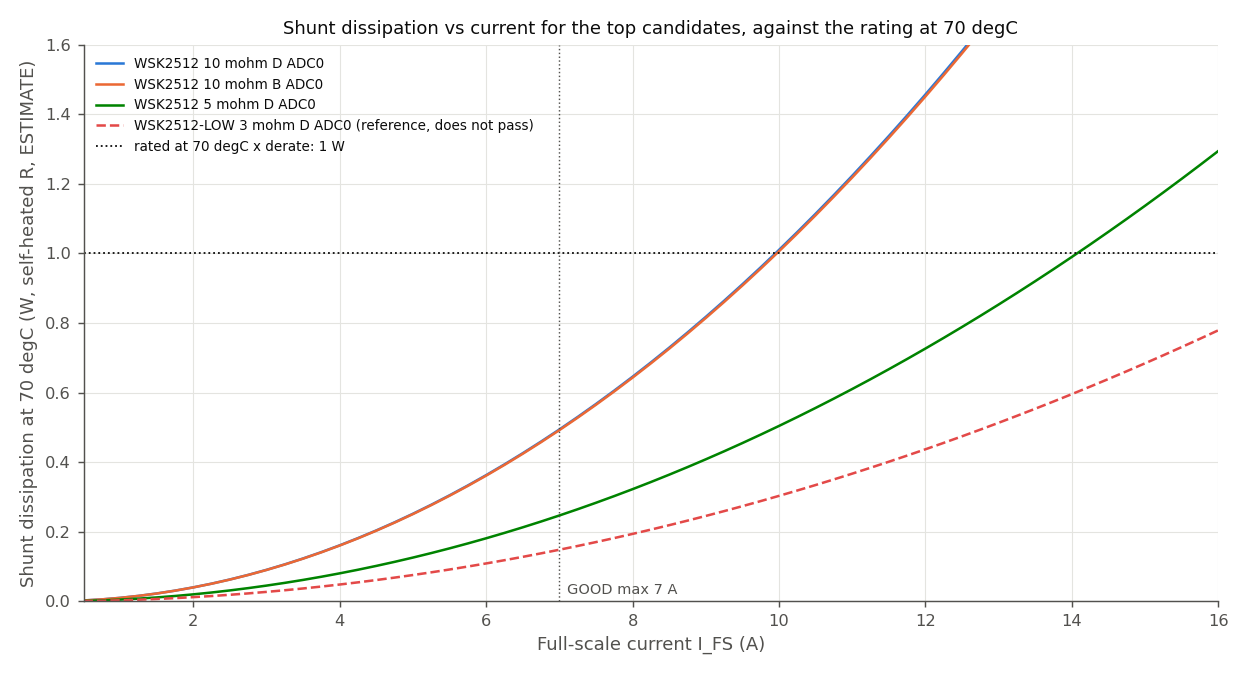 Shunt dissipation vs current for the top candidates, against the rating at 70 degC
Shunt dissipation at 70 degC (W, self-heated R, ESTIMATE)
1.6
1.4
1.2
1.0
0.8
0.6
0.4
0.2
0.0
WSK2512 10 mohm D ADC0
WSK2512 10 mohm B ADC0
WSK2512 5 mohm D ADC0
WSK2512-LOW 3 mohm D ADC0 (reference, does not pass)
rated at 70 degC x derate: 1 W
GOOD max 7 A
2 4 6 8 10 12 14 16
Full-scale current I_FS (A)